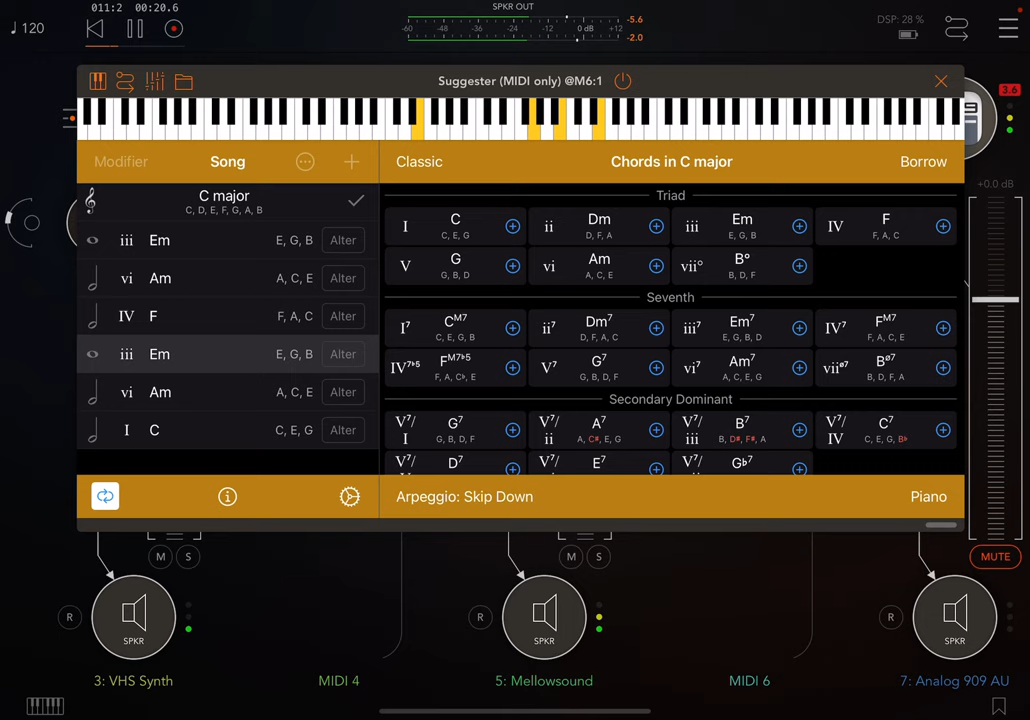 SPKR OUT
120
011:2 00:20.6
-60 -48 -36 -24 -12 0 dB +12
-5.6
-2.0
DSP: 28 %
Suggester (MIDI only) @M6:1
3.6
Modifier Song
Classic Chords in C major Borrow
C major
C, D, E, F, G, A, B
iii Em E, G, B Alter
vi Am A, C, E Alter
IV F F, A, C Alter
iii Em E, G, B Alter
vi Am A, C, E Alter
I C C, E, G Alter
Triad
I C C, E, G
ii Dm D, F, A
iii Em E, G, B
IV F F, A, C
V G G, B, D
vi Am A, C, E
vii° B° B, D, F
Seventh
I⁷ Cᴹ⁷ C, E, G, B
ii⁷ Dm⁷ D, F, A, C
iii⁷ Em⁷ E, G, B, D
IV⁷ Fᴹ⁷ F, A, C, E
IV⁷♭⁵ Fᴹ⁷♭⁵ F, A, C♭, E
V⁷ G⁷ G, B, D, F
vi⁷ Am⁷ A, C, E, G
viiø⁷ Bø⁷ B, D, F, A
Secondary Dominant
V⁷/I G⁷ G, B, D, F
V⁷/ii A⁷ A, C#, E, G
V⁷/iii B⁷ B, D#, F#, A
V⁷/IV C⁷ C, E, G, B♭
V⁷/ D⁷
V⁷/ E⁷
V⁷/ G♭⁷
Arpeggio: Skip Down Piano
+0.0 dB
MUTE
M S
M S
R SPKR
R SPKR
R SPKR
3: VHS Synth MIDI 4 5: Mellowsound MIDI 6 7: Analog 909 AU